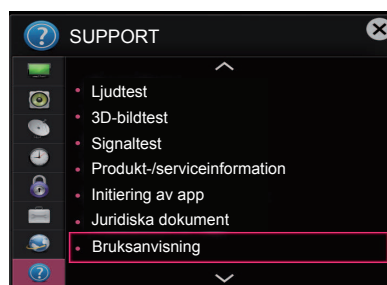 SUPPORT
Ljudtest
3D-bildtest
Signaltest
Produkt-/serviceinformation
Initiering av app
Juridiska dokument
Bruksanvisning